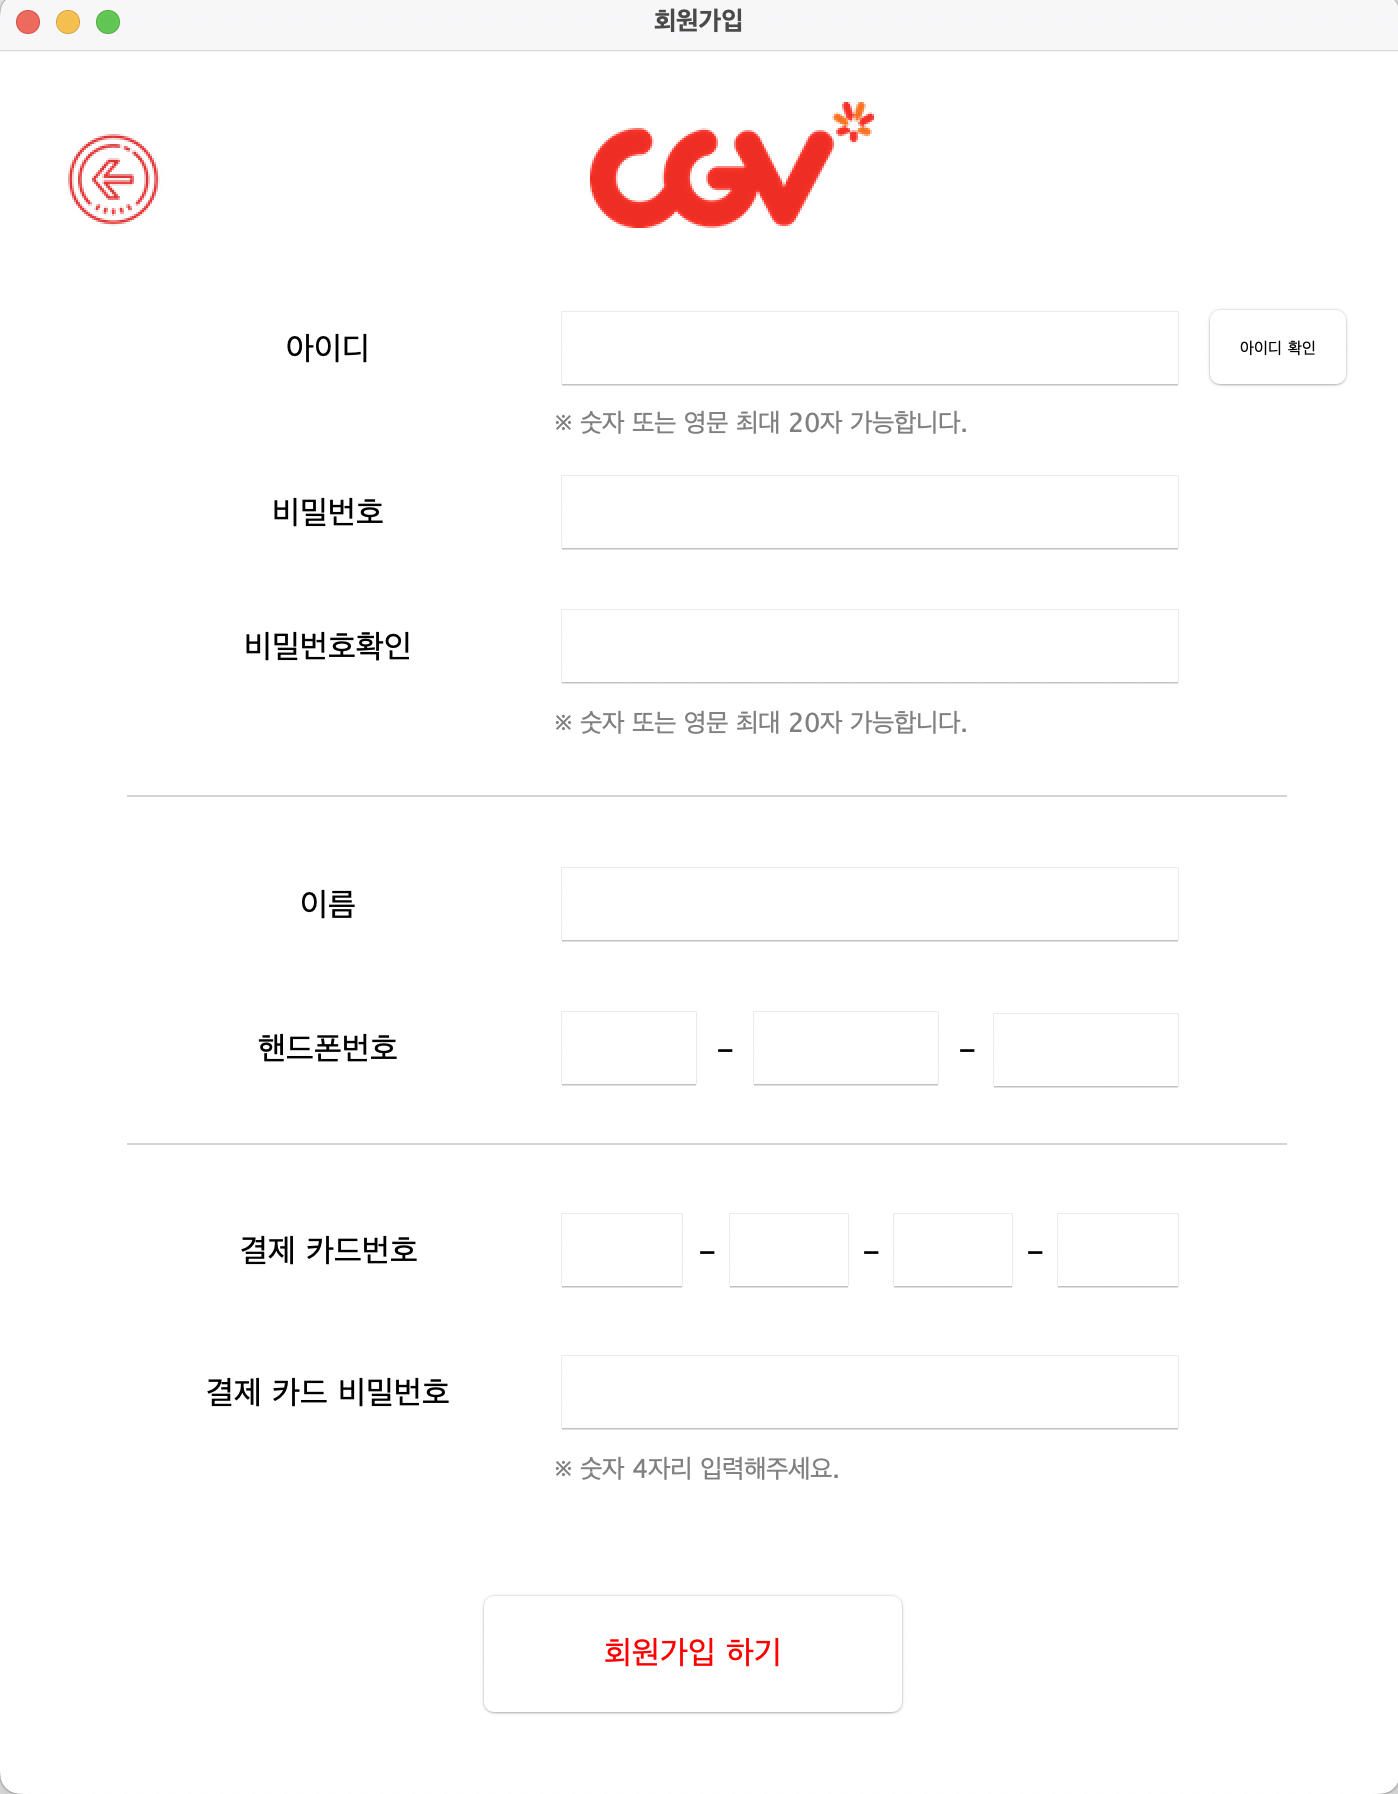 회원가입
CGV
아이디
아이디 확인
※ 숫자 또는 영문 최대 20자 가능합니다.
비밀번호
비밀번호확인
※ 숫자 또는 영문 최대 20자 가능합니다.
이름
핸드폰번호 - -
결제 카드번호 - - -
결제 카드 비밀번호
※ 숫자 4자리 입력해주세요.
회원가입 하기